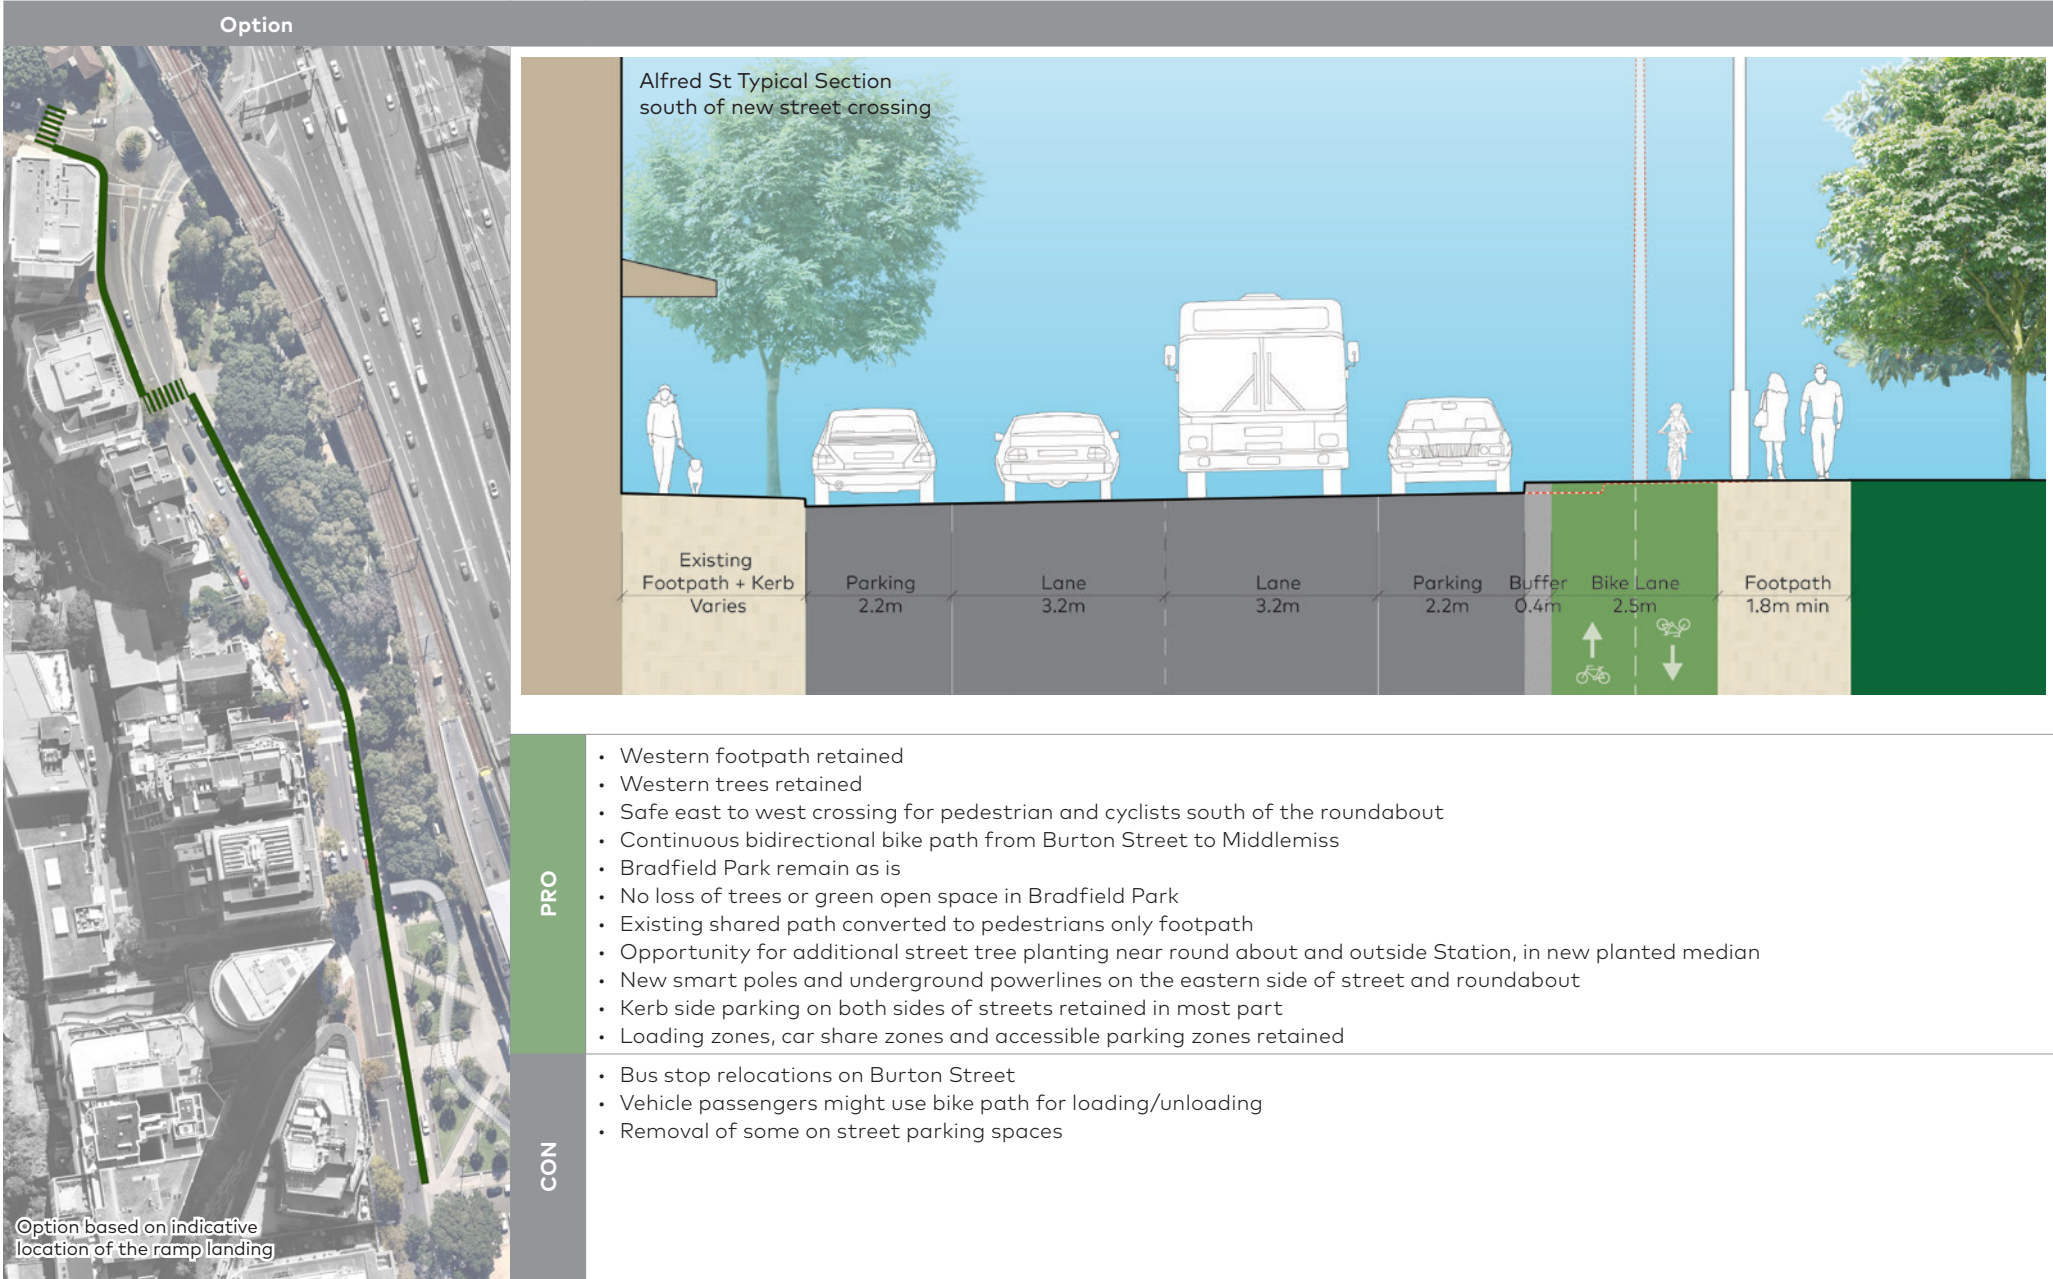 Option
Alfred St Typical Section
south of new street crossing
Existing
Footpath + Kerb
Varies
Parking
2.2m
Lane
3.2m
Lane
3.2m
Parking
2.2m
Buffer
0.4m
Bike Lane
2.5m
Footpath
1.8m min
PRO
• Western footpath retained
• Western trees retained
• Safe east to west crossing for pedestrian and cyclists south of the roundabout
• Continuous bidirectional bike path from Burton Street to Middlemiss
• Bradfield Park remain as is
• No loss of trees or green open space in Bradfield Park
• Existing shared path converted to pedestrians only footpath
• Opportunity for additional street tree planting near round about and outside Station, in new planted median
• New smart poles and underground powerlines on the eastern side of street and roundabout
• Kerb side parking on both sides of streets retained in most part
• Loading zones, car share zones and accessible parking zones retained
CON
• Bus stop relocations on Burton Street
• Vehicle passengers might use bike path for loading/unloading
• Removal of some on street parking spaces
Option based on indicative
location of the ramp landing